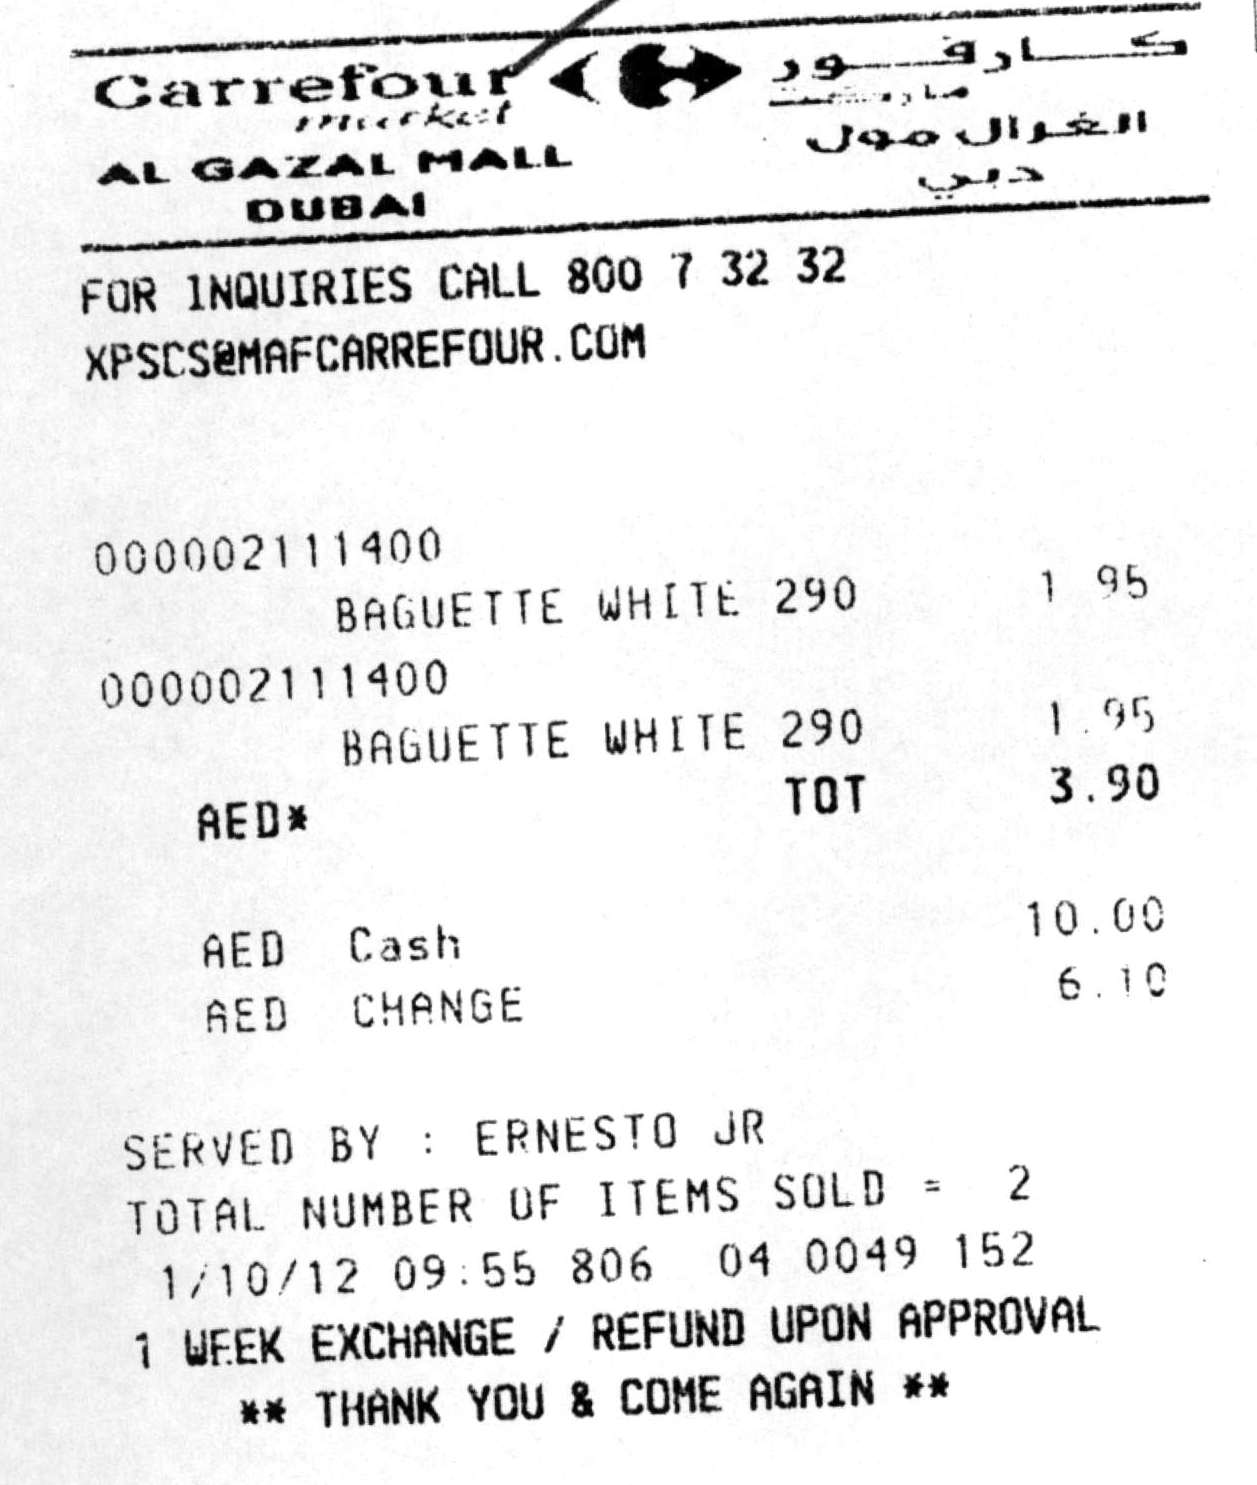 Carrefour
market
AL GAZAL MALL
DUBAI
كارفور
ماركت
الغزال مول
دبي
FOR INQUIRIES CALL 800 7 32 32
XPSCS@MAFCARREFOUR.COM
000002111400
BAGUETTE WHITE 290 1.95
000002111400
BAGUETTE WHITE 290 1.95
AED* TOT 3.90
AED Cash 10.00
AED CHANGE 6.10
SERVED BY : ERNESTO JR
TOTAL NUMBER OF ITEMS SOLD = 2
1/10/12 09:55 806 04 0049 152
1 WEEK EXCHANGE / REFUND UPON APPROVAL
** THANK YOU & COME AGAIN **